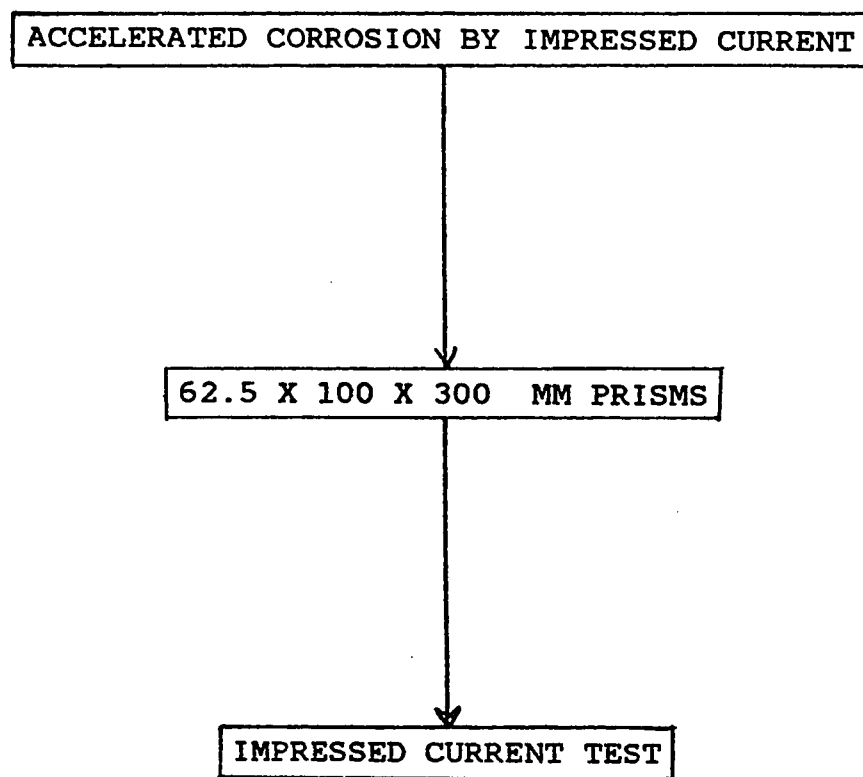 ACCELERATED CORROSION BY IMPRESSED CURRENT
62.5 X 100 X 300 MM PRISMS
IMPRESSED CURRENT TEST